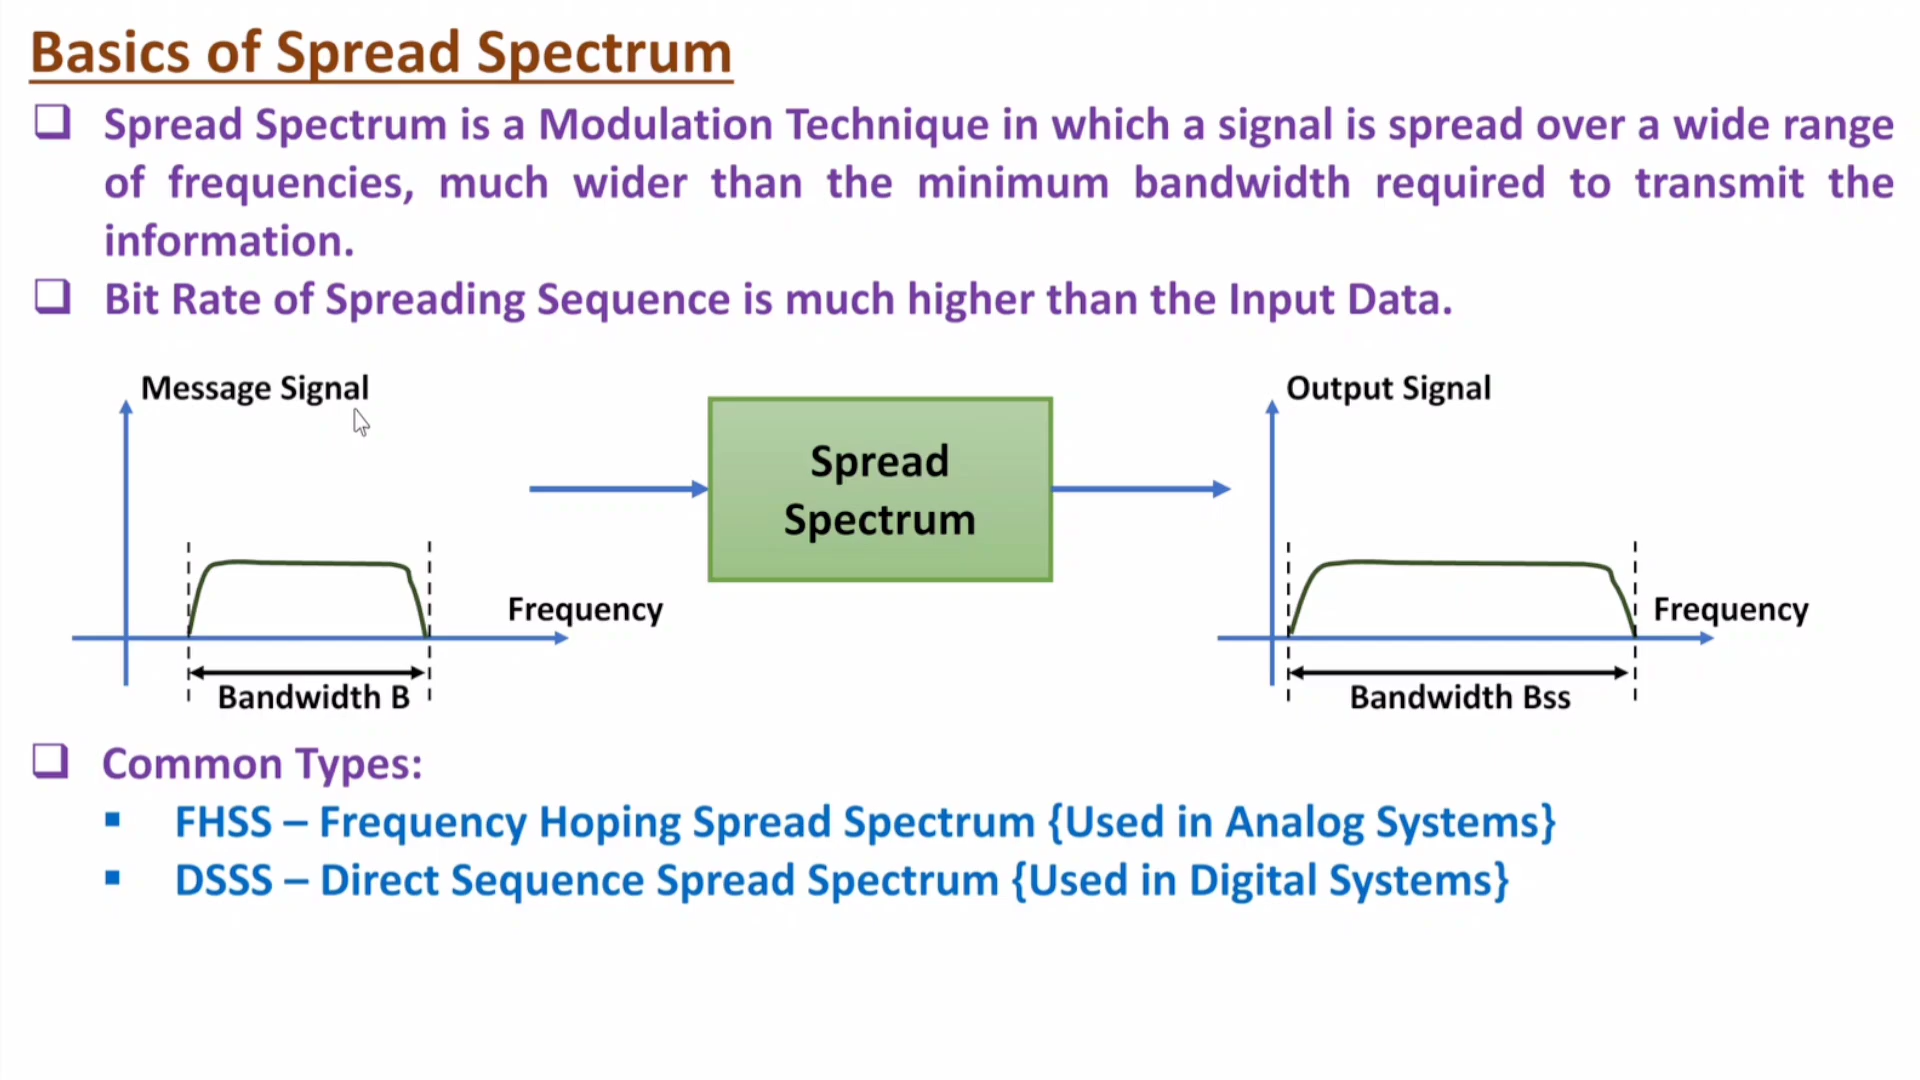 Basics of Spread Spectrum
Spread Spectrum is a Modulation Technique in which a signal is spread over a wide range
of frequencies, much wider than the minimum bandwidth required to transmit the
information.
Bit Rate of Spreading Sequence is much higher than the Input Data.
Message Signal
Frequency
Bandwidth B
Spread
Spectrum
Output Signal
Frequency
Bandwidth Bss
Common Types:
FHSS – Frequency Hoping Spread Spectrum {Used in Analog Systems}
DSSS – Direct Sequence Spread Spectrum {Used in Digital Systems}